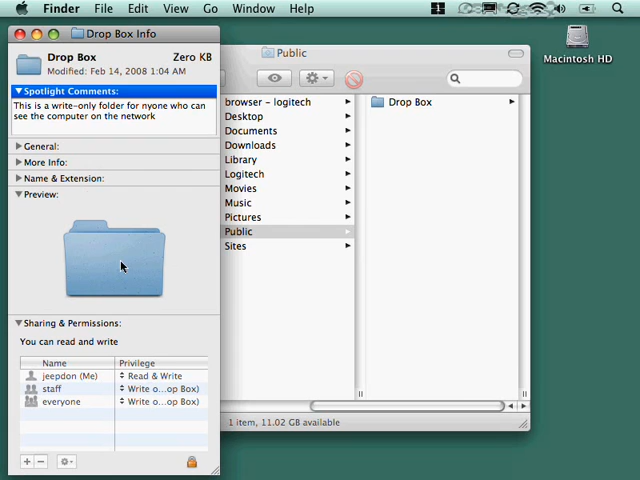 Finder File Edit View Go Window Help
1
Drop Box Info
Drop Box Zero KB
Modified: Feb 14, 2008 1:04 AM
Spotlight Comments:
This is a write-only folder for nyone who can
see the computer on the network
General:
More Info:
Name & Extension:
Preview:
Sharing & Permissions:
You can read and write
Name Privilege
jeepdon (Me) Read & Write
staff Write o...op Box)
everyone Write o...op Box)
Public
browser - logitech
Desktop
Documents
Downloads
Library
Logitech
Movies
Music
Pictures
Public
Sites
Drop Box
1 item, 11.02 GB available
Macintosh HD